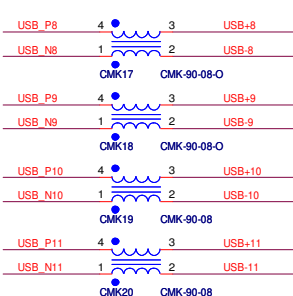 USB_P8 4 3 USB+8
USB_N8 1 2 USB-8
CMK17 CMK-90-08-O
USB_P9 4 3 USB+9
USB_N9 1 2 USB-9
CMK18 CMK-90-08-O
USB_P10 4 3 USB+10
USB_N10 1 2 USB-10
CMK19 CMK-90-08
USB_P11 4 3 USB+11
USB_N11 1 2 USB-11
CMK20 CMK-90-08